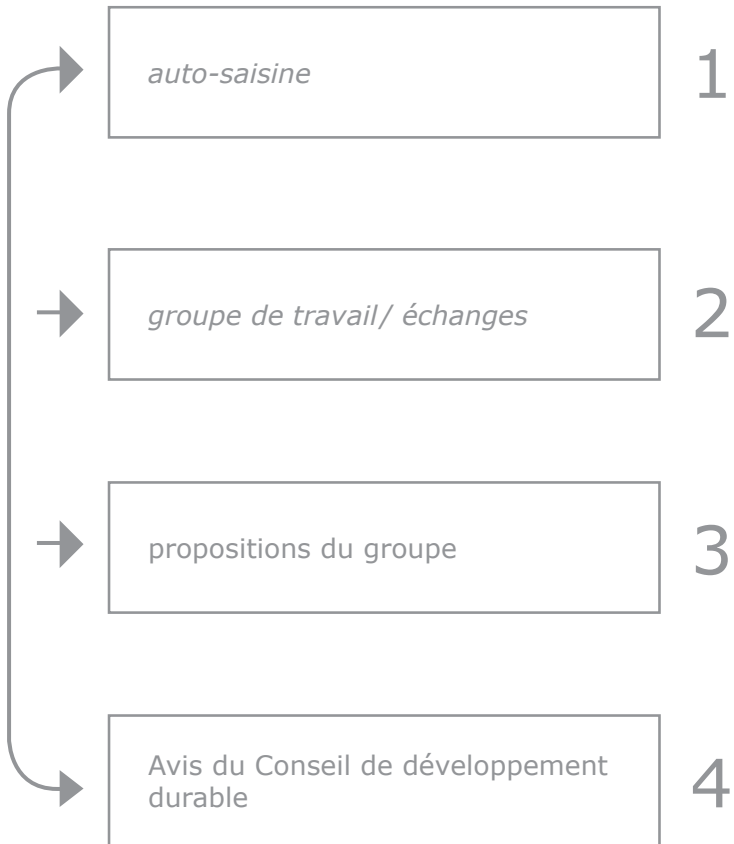 auto-saisine
1
groupe de travail/ échanges
2
propositions du groupe
3
Avis du Conseil de développement
durable
4